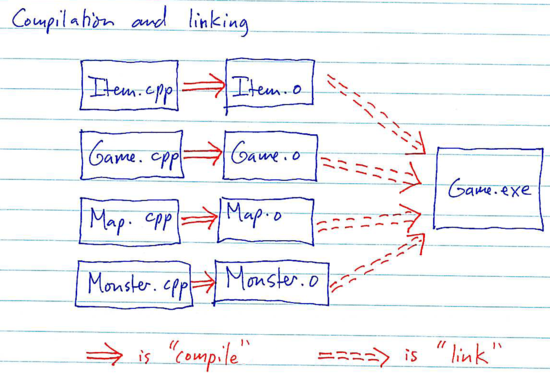 Compilation and linking
Item.cpp Item.o
Game.cpp Game.o
Game.exe
Map.cpp Map.o
Monster.cpp Monster.o
is "compile" is "link"